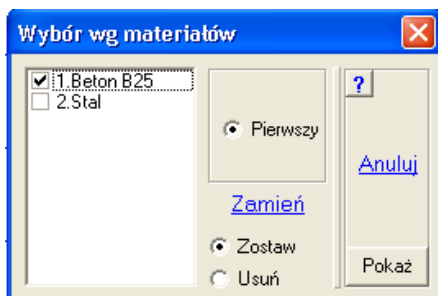 Wybór wg materiałów
1.Beton B25
2.Stal
Pierwszy
Zamień
Zostaw
Usuń
?
Anuluj
Pokaż